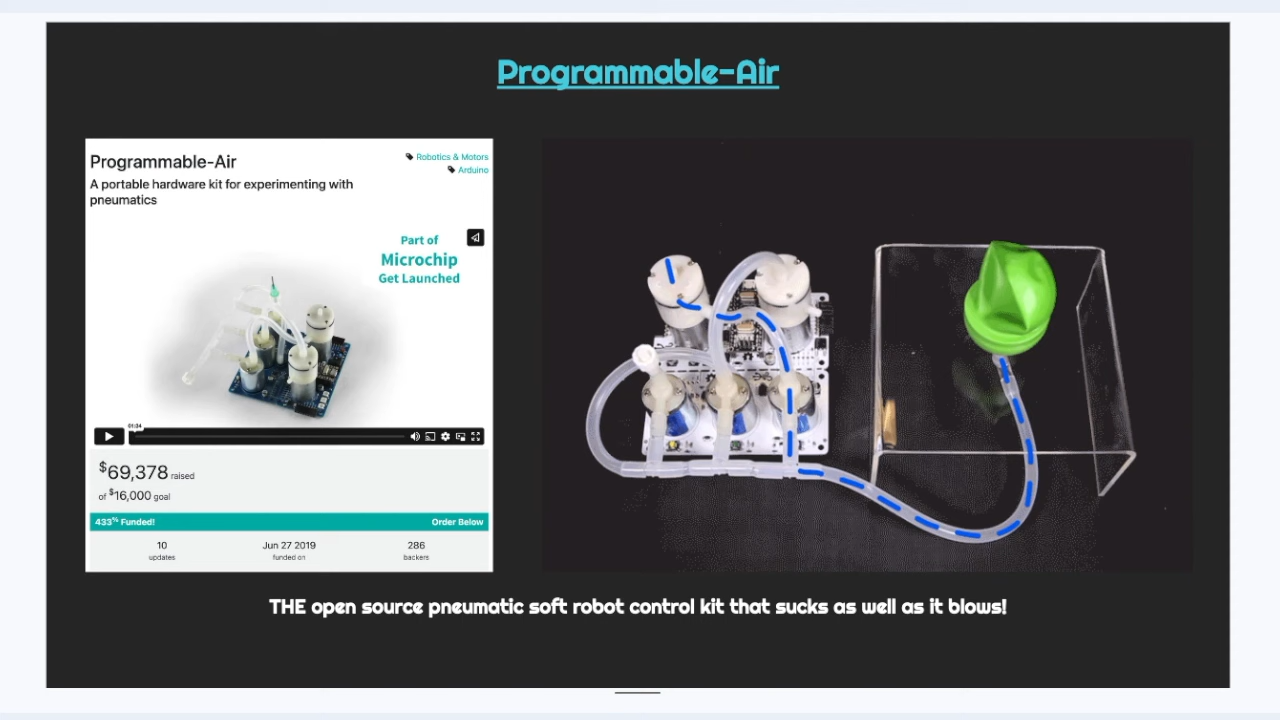 Programmable-Air
Programmable-Air
Robotics & Motors
Arduino
A portable hardware kit for experimenting with
pneumatics
Part of
Microchip
Get Launched
01:34
$69,378 raised
of $16,000 goal
433% Funded!
Order Below
10
updates
Jun 27 2019
funded on
286
backers
THE open source pneumatic soft robot control kit that sucks as well as it blows!